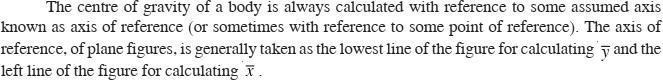 The centre of gravity of a body is always calculated with reference to some assumed axis
known as axis of reference (or sometimes with reference to some point of reference). The axis of
reference, of plane figures, is generally taken as the lowest line of the figure for calculating y̅ and the
left line of the figure for calculating x̅ .